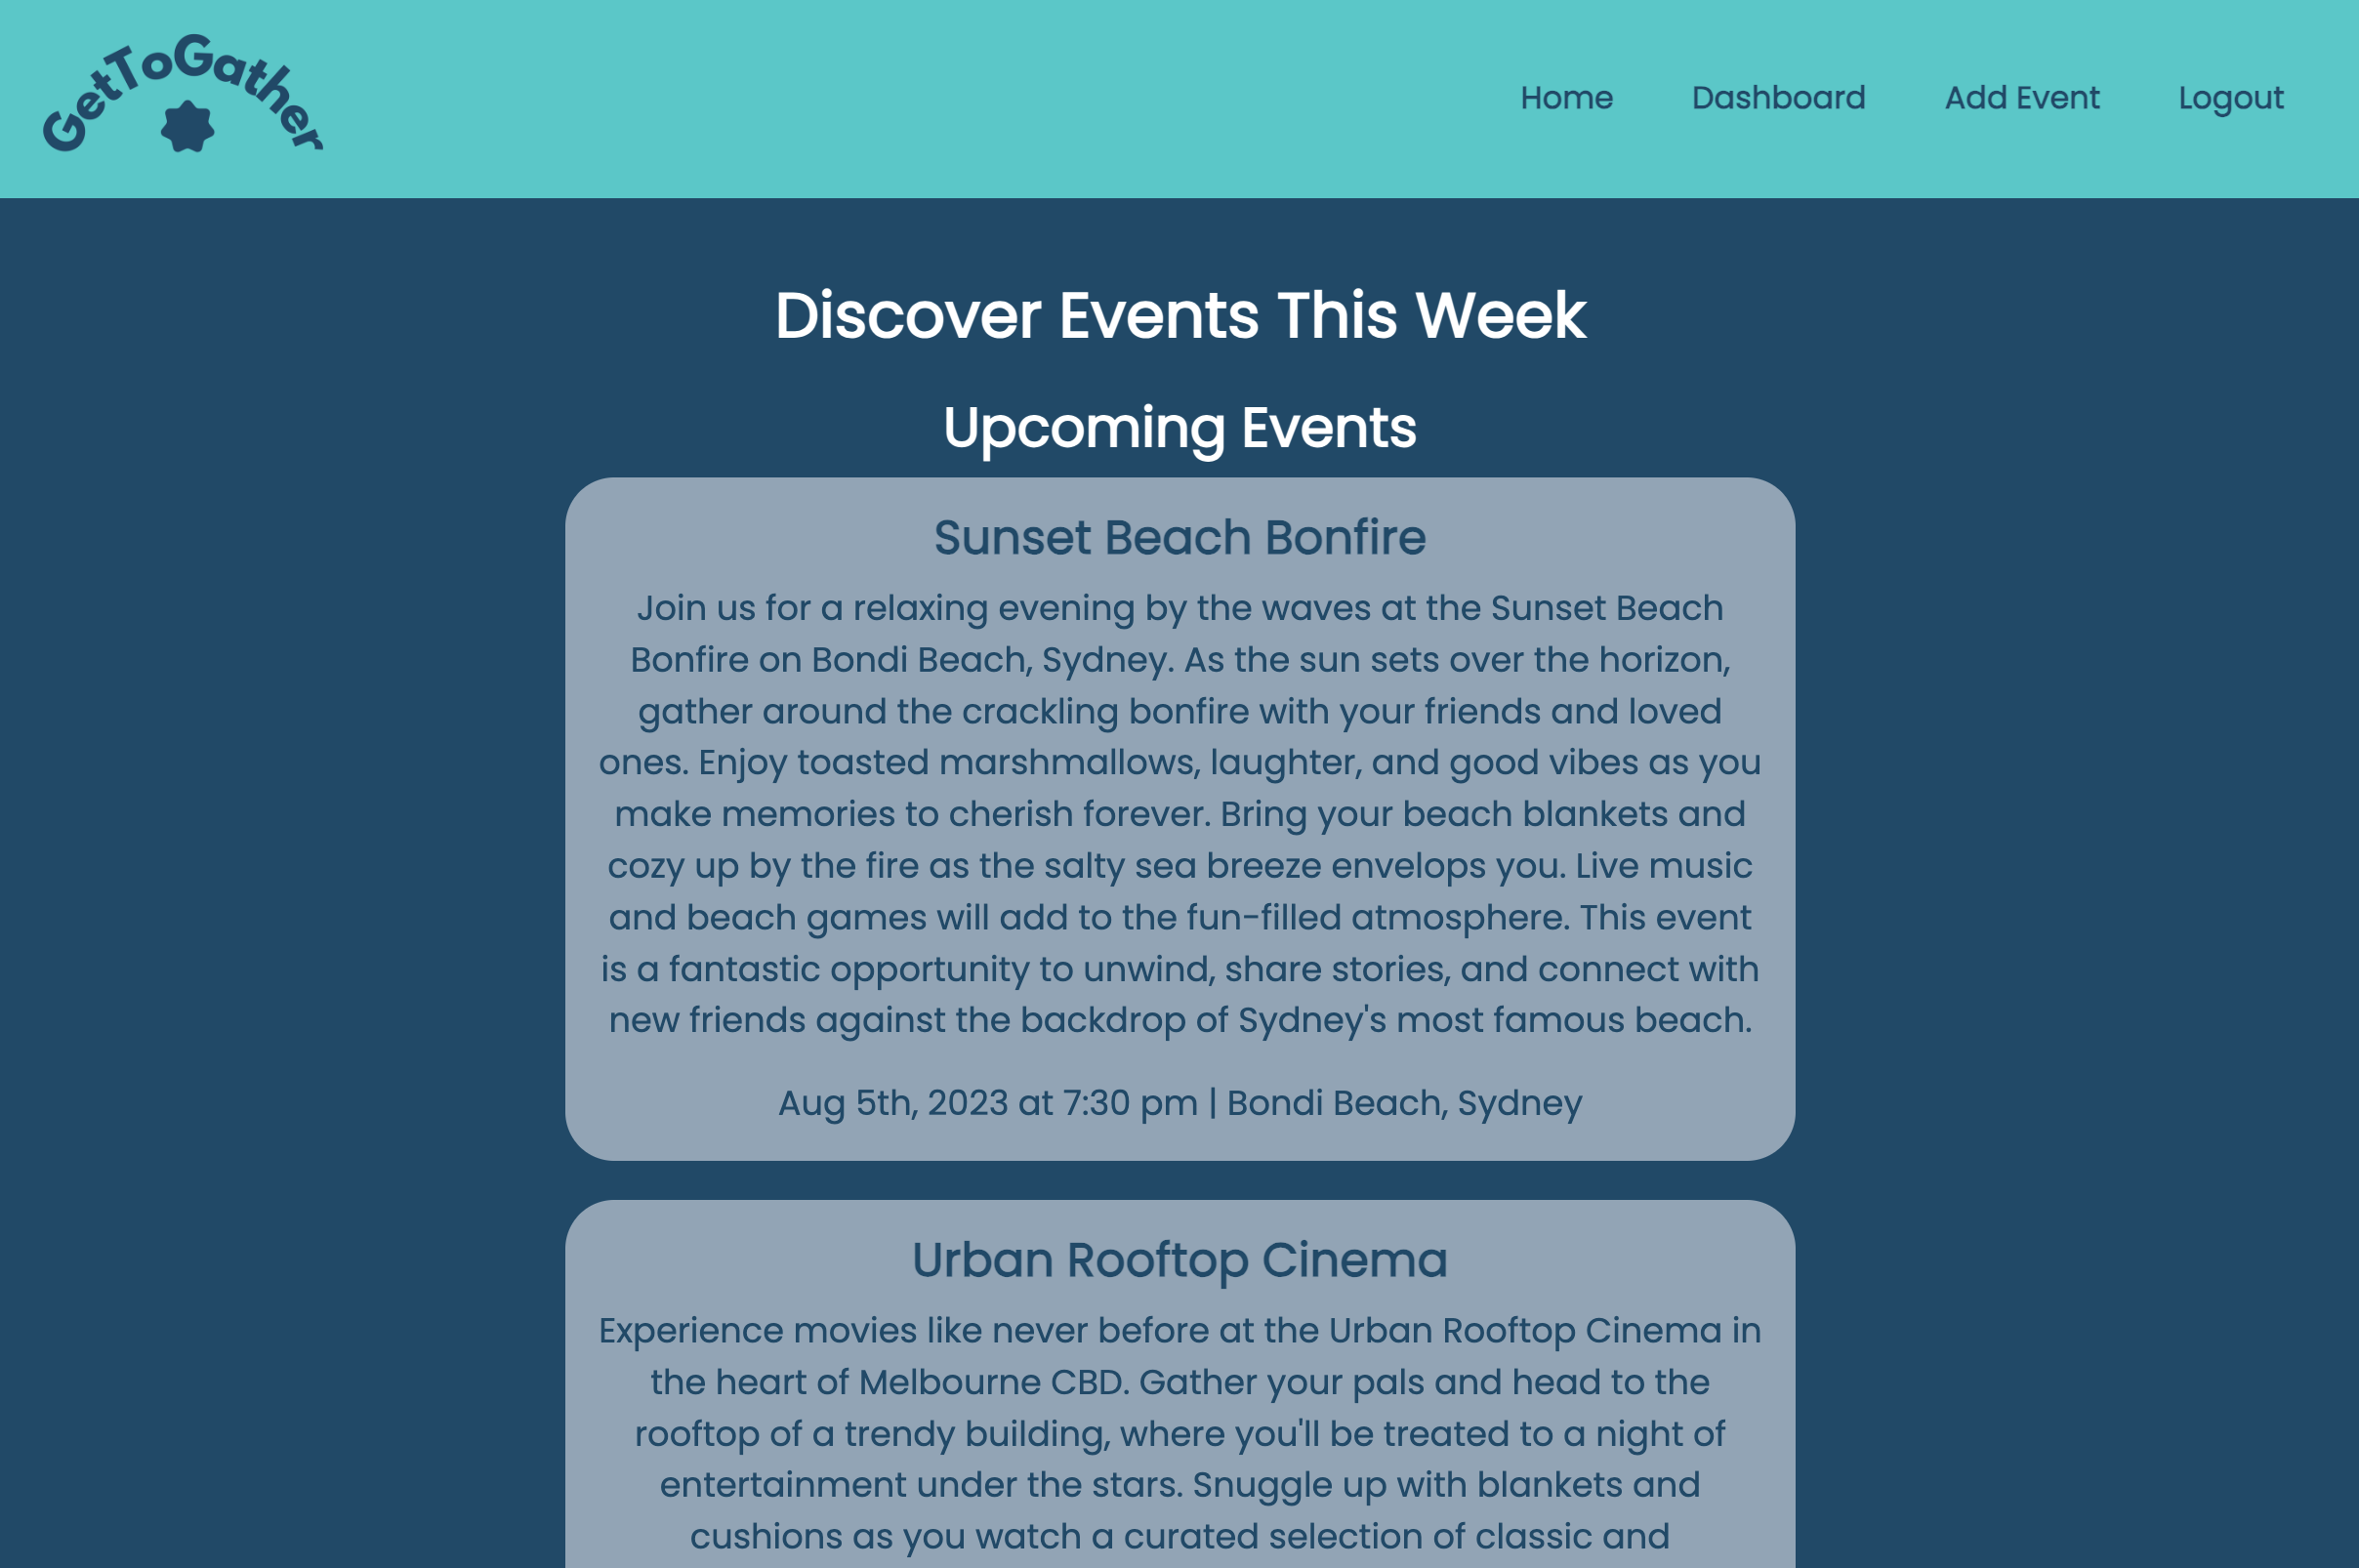 GetToGather
Home Dashboard Add Event Logout
Discover Events This Week
Upcoming Events
Sunset Beach Bonfire
Join us for a relaxing evening by the waves at the Sunset Beach
Bonfire on Bondi Beach, Sydney. As the sun sets over the horizon,
gather around the crackling bonfire with your friends and loved
ones. Enjoy toasted marshmallows, laughter, and good vibes as you
make memories to cherish forever. Bring your beach blankets and
cozy up by the fire as the salty sea breeze envelops you. Live music
and beach games will add to the fun-filled atmosphere. This event
is a fantastic opportunity to unwind, share stories, and connect with
new friends against the backdrop of Sydney's most famous beach.
Aug 5th, 2023 at 7:30 pm | Bondi Beach, Sydney
Urban Rooftop Cinema
Experience movies like never before at the Urban Rooftop Cinema in
the heart of Melbourne CBD. Gather your pals and head to the
rooftop of a trendy building, where you'll be treated to a night of
entertainment under the stars. Snuggle up with blankets and
cushions as you watch a curated selection of classic and